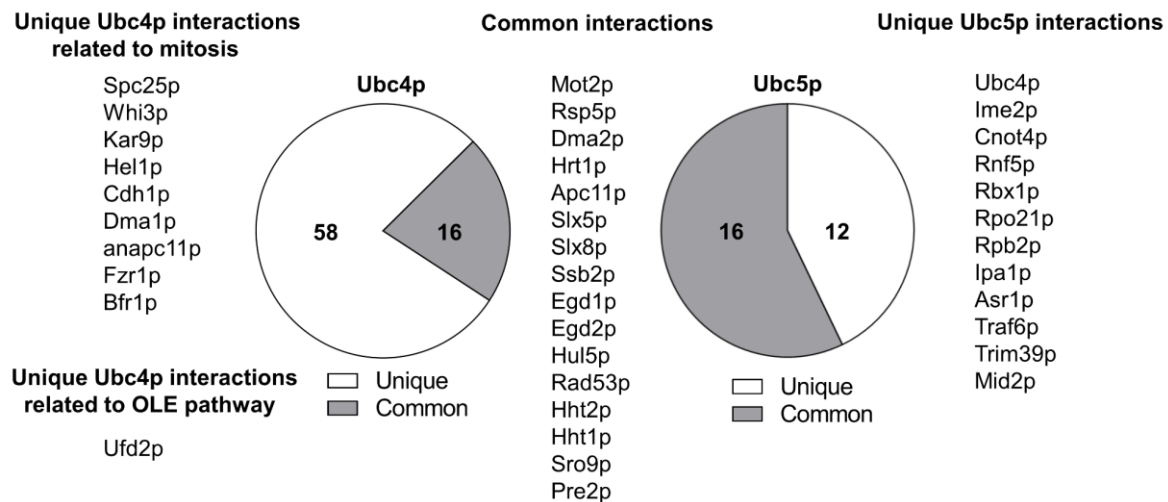 Unique Ubc4p interactions
related to mitosis
Spc25p
Whi3p
Kar9p
Hel1p
Cdh1p
Dma1p
anapc11p
Fzr1p
Bfr1p
Unique Ubc4p interactions
related to OLE pathway
Ufd2p
Ubc4p
58
16
Unique
Common
Common interactions
Mot2p
Rsp5p
Dma2p
Hrt1p
Apc11p
Slx5p
Slx8p
Ssb2p
Egd1p
Egd2p
Hul5p
Rad53p
Hht2p
Hht1p
Sro9p
Pre2p
Ubc5p
16
12
Unique
Common
Unique Ubc5p interactions
Ubc4p
Ime2p
Cnot4p
Rnf5p
Rbx1p
Rpo21p
Rpb2p
Ipa1p
Asr1p
Traf6p
Trim39p
Mid2p